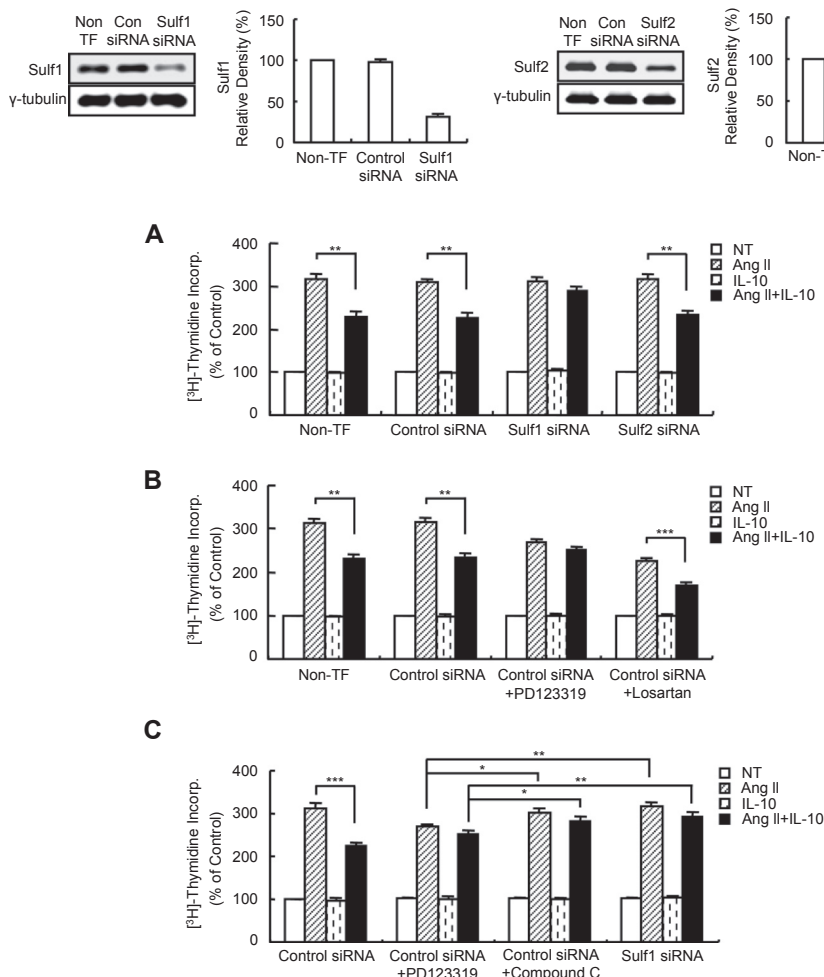 Non Con Sulf1
TF siRNA siRNA
Sulf1
γ-tubulin
Sulf1
Relative Density (%)
150
100
50
0
Non-TF Control Sulf1
siRNA siRNA
Non Con Sulf2
TF siRNA siRNA
Sulf2
γ-tubulin
Sulf2
Relative Density (%)
150
100
50
0
A
[³H]-Thymidine Incorp.
(% of Control)
400
300
200
100
0
** ** **
NT
Ang II
IL-10
Ang II+IL-10
Non-TF Control siRNA Sulf1 siRNA Sulf2 siRNA
B
[³H]-Thymidine Incorp.
(% of Control)
400
300
200
100
0
** ** ***
NT
Ang II
IL-10
Ang II+IL-10
Non-TF Control siRNA Control siRNA Control siRNA
+PD123319 +Losartan
C
[³H]-Thymidine Incorp.
(% of Control)
400
300
200
100
0
**
*** * **
*
NT
Ang II
IL-10
Ang II+IL-10
Control siRNA Control siRNA Control siRNA Sulf1 siRNA
+PD123319 +Compound C